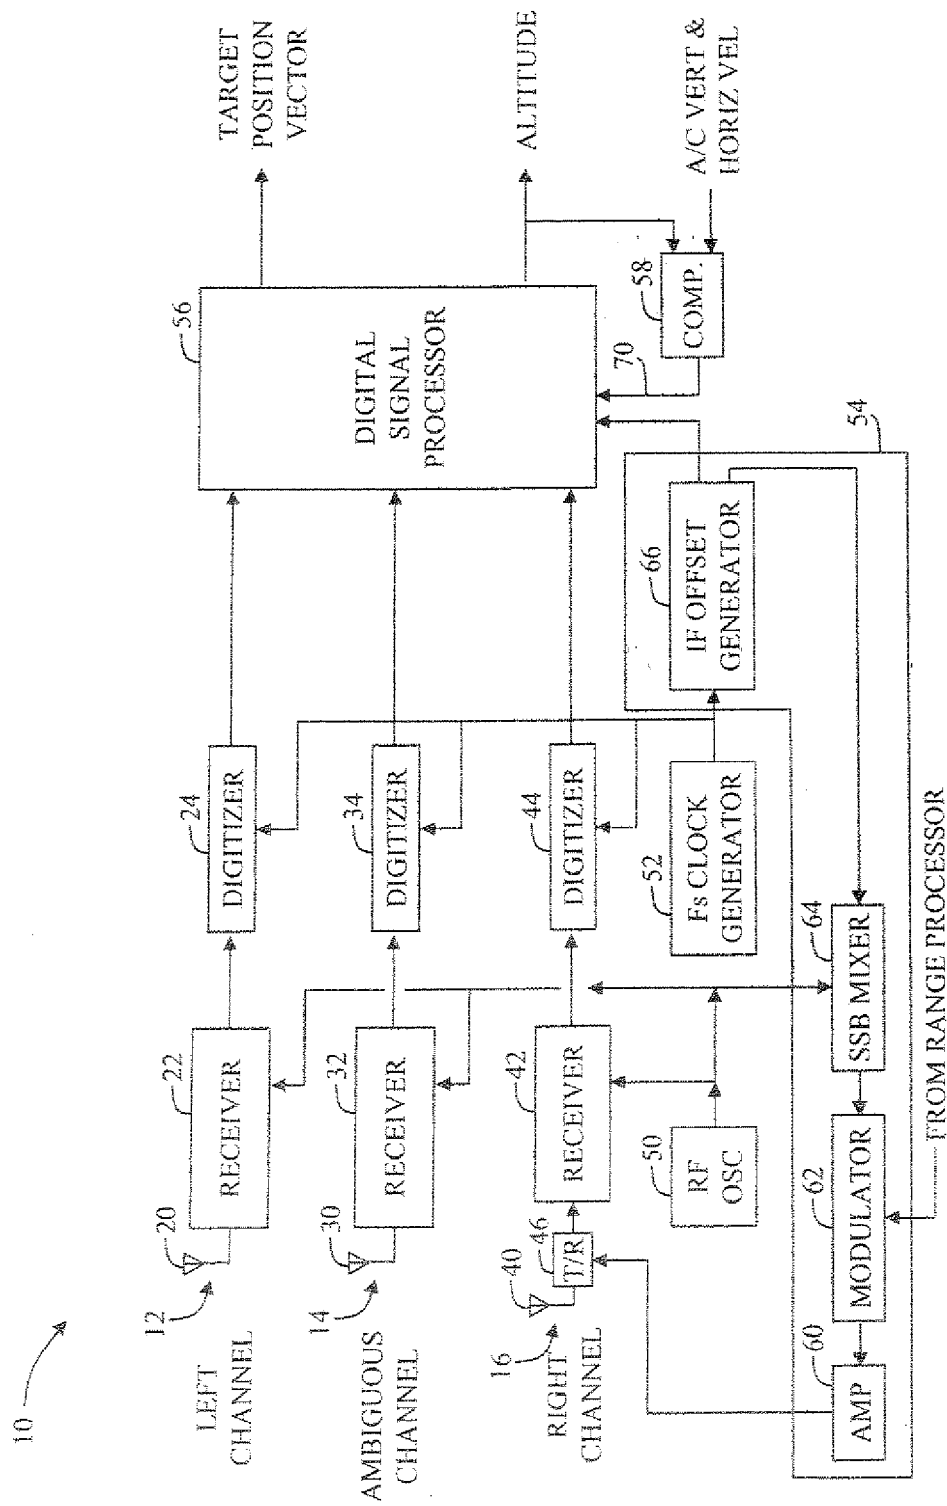 10
LEFT
CHANNEL
12
20
22
RECEIVER
24
DIGITIZER
56
DIGITAL
SIGNAL
PROCESSOR
TARGET
POSITION
VECTOR
AMBIGUOUS
CHANNEL
14
30
32
RECEIVER
34
DIGITIZER
ALTITUDE
RIGHT
CHANNEL
16
40
46
T/R
42
RECEIVER
44
DIGITIZER
70
58
COMP.
A/C VERT &
HORIZ VEL
50
RF
OSC
52
Fs CLOCK
GENERATOR
66
IF OFFSET
GENERATOR
54
60
AMP
62
MODULATOR
64
SSB MIXER
FROM RANGE PROCESSOR